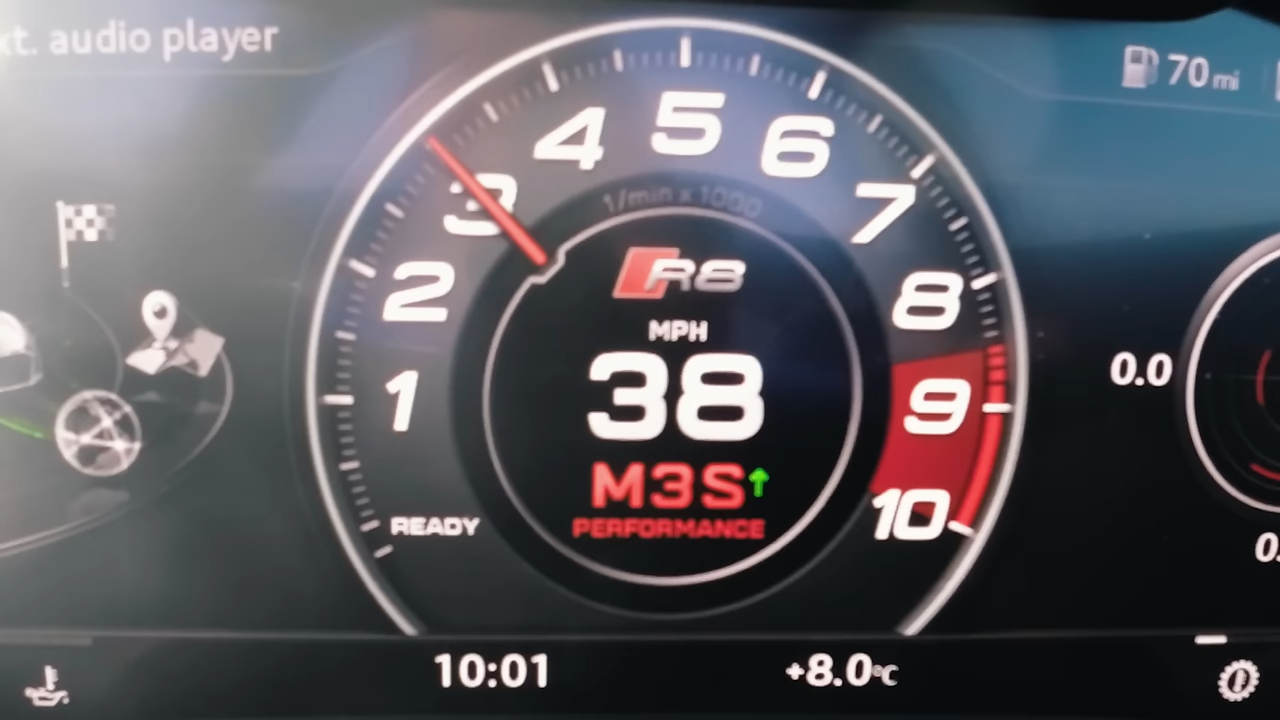 xt. audio player
70 mi
1
2
3
4
5
6
7
8
9
10
1/min x 1000
R8
MPH
38
M3S↑
PERFORMANCE
READY
0.0
0.
10:01
+8.0°C